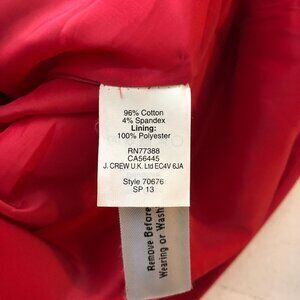 96% Cotton
4% Spandex
Lining:
100% Polyester
RN77388
CA56445
J. CREW U.K. Ltd EC4V 6JA
Style 70676
SP 13
Remove Before
Wearing or Washi